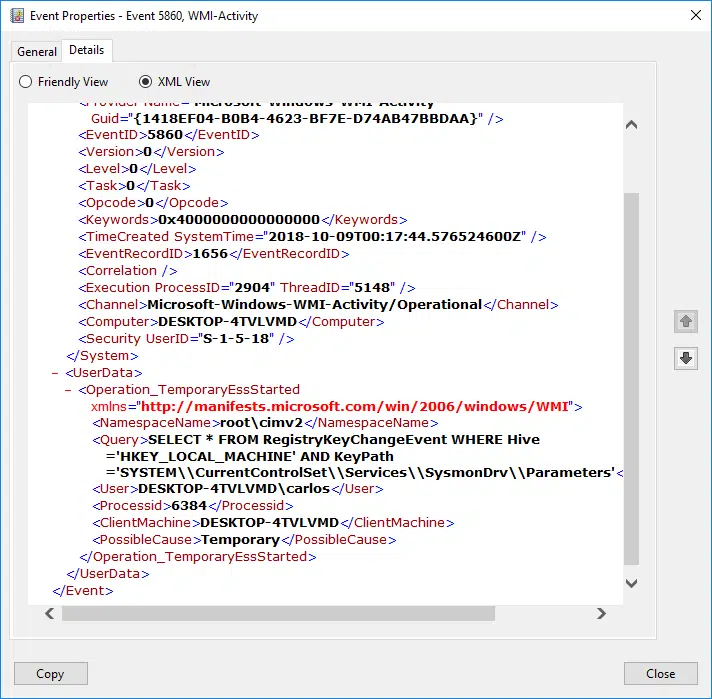 Event Properties - Event 5860, WMI-Activity
General
Details
Friendly View
XML View
<Provider Name="Microsoft-Windows-WMI-Activity"
Guid="{1418EF04-B0B4-4623-BF7E-D74AB47BBDAA}" />
<EventID>5860</EventID>
<Version>0</Version>
<Level>0</Level>
<Task>0</Task>
<Opcode>0</Opcode>
<Keywords>0x4000000000000000</Keywords>
<TimeCreated SystemTime="2018-10-09T00:17:44.576524600Z" />
<EventRecordID>1656</EventRecordID>
<Correlation />
<Execution ProcessID="2904" ThreadID="5148" />
<Channel>Microsoft-Windows-WMI-Activity/Operational</Channel>
<Computer>DESKTOP-4TVLVMD</Computer>
<Security UserID="S-1-5-18" />
</System>
- <UserData>
- <Operation_TemporaryEssStarted
xmlns="http://manifests.microsoft.com/win/2006/windows/WMI">
<NamespaceName>root\cimv2</NamespaceName>
<Query>SELECT * FROM RegistryKeyChangeEvent WHERE Hive
='HKEY_LOCAL_MACHINE' AND KeyPath
='SYSTEM\\CurrentControlSet\\Services\\SysmonDrv\\Parameters'<
<User>DESKTOP-4TVLVMD\carlos</User>
<Processid>6384</Processid>
<ClientMachine>DESKTOP-4TVLVMD</ClientMachine>
<PossibleCause>Temporary</PossibleCause>
</Operation_TemporaryEssStarted>
</UserData>
</Event>
Copy
Close